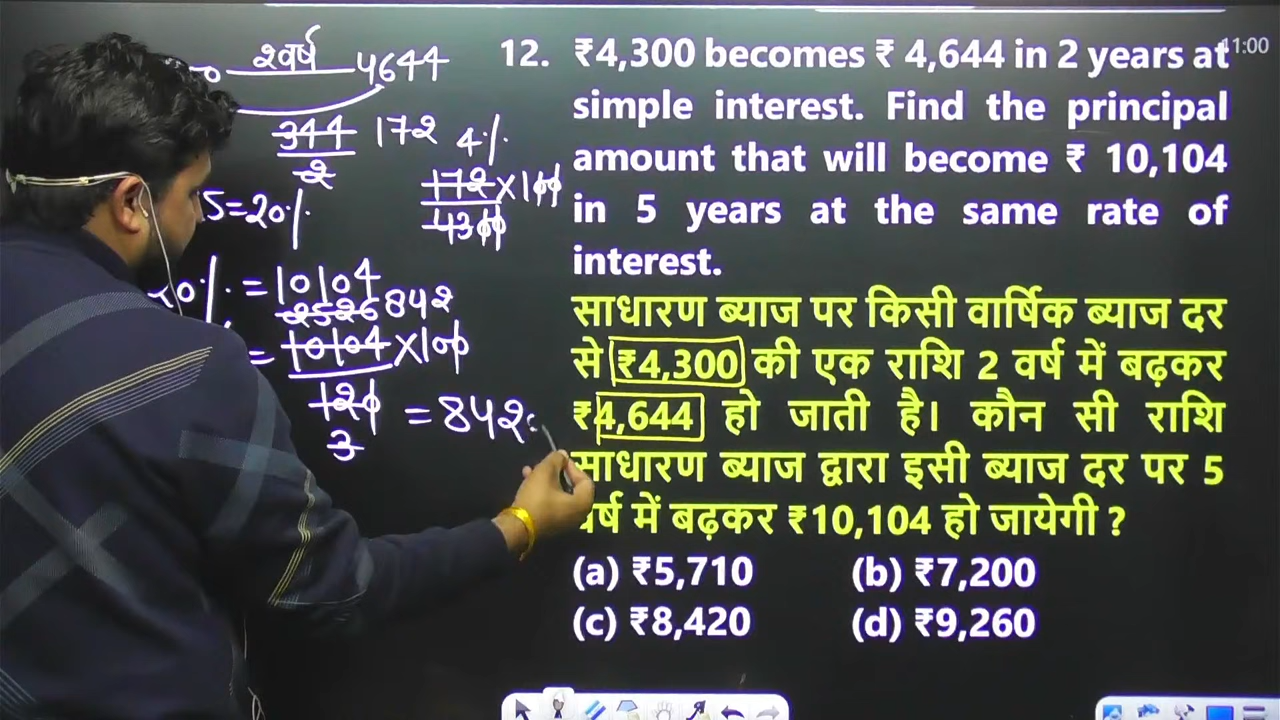 11:00
12. ₹4,300 becomes ₹ 4,644 in 2 years at
simple interest. Find the principal
amount that will become ₹ 10,104
in 5 years at the same rate of
interest.
साधारण ब्याज पर किसी वार्षिक ब्याज दर
से ₹4,300 की एक राशि 2 वर्ष में बढ़कर
₹4,644 हो जाती है। कौन सी राशि
साधारण ब्याज द्वारा इसी ब्याज दर पर 5
वर्ष में बढ़कर ₹10,104 हो जायेगी ?
(a) ₹5,710 (b) ₹7,200
(c) ₹8,420 (d) ₹9,260
२वर्ष
4644
344 172 4%
2
172×100
4300
5=20%
20% = 10104
2526 842
= 10104×100
120 = 842
3